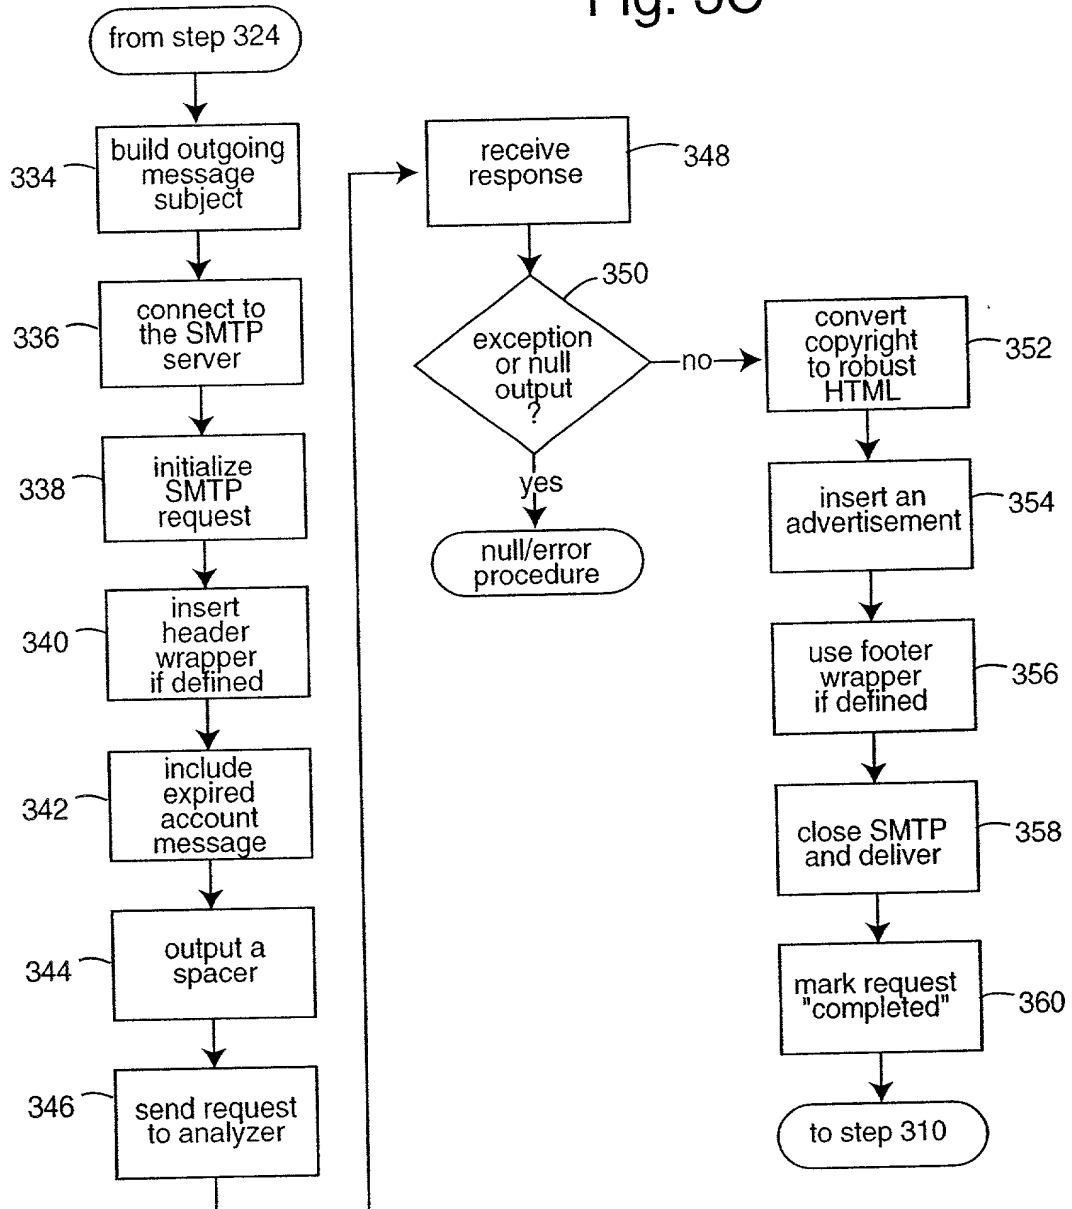 from step 324
334
build outgoing
message
subject
336
connect to
the SMTP
server
338
initialize
SMTP
request
340
insert
header
wrapper
if defined
342
include
expired
account
message
344
output a
spacer
346
send request
to analyzer
receive
response
348
350
exception
or null
output
?
no
yes
null/error
procedure
convert
copyright
to robust
HTML
352
insert an
advertisement
354
use footer
wrapper
if defined
356
close SMTP
and deliver
358
mark request
"completed"
360
to step 310